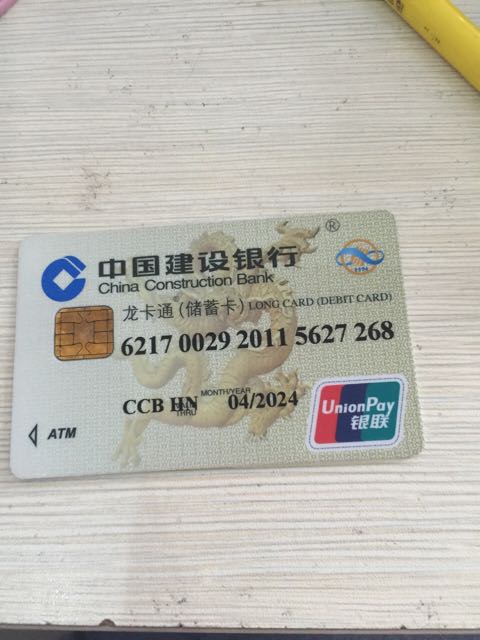 ®
中国建设银行
China Construction Bank
HN
龙卡通(储蓄卡) LONG CARD (DEBIT CARD)
6217 0029 2011 5627 268
MONTH/YEAR
CCB HN THRU 04/2024
ATM
UnionPay
银联